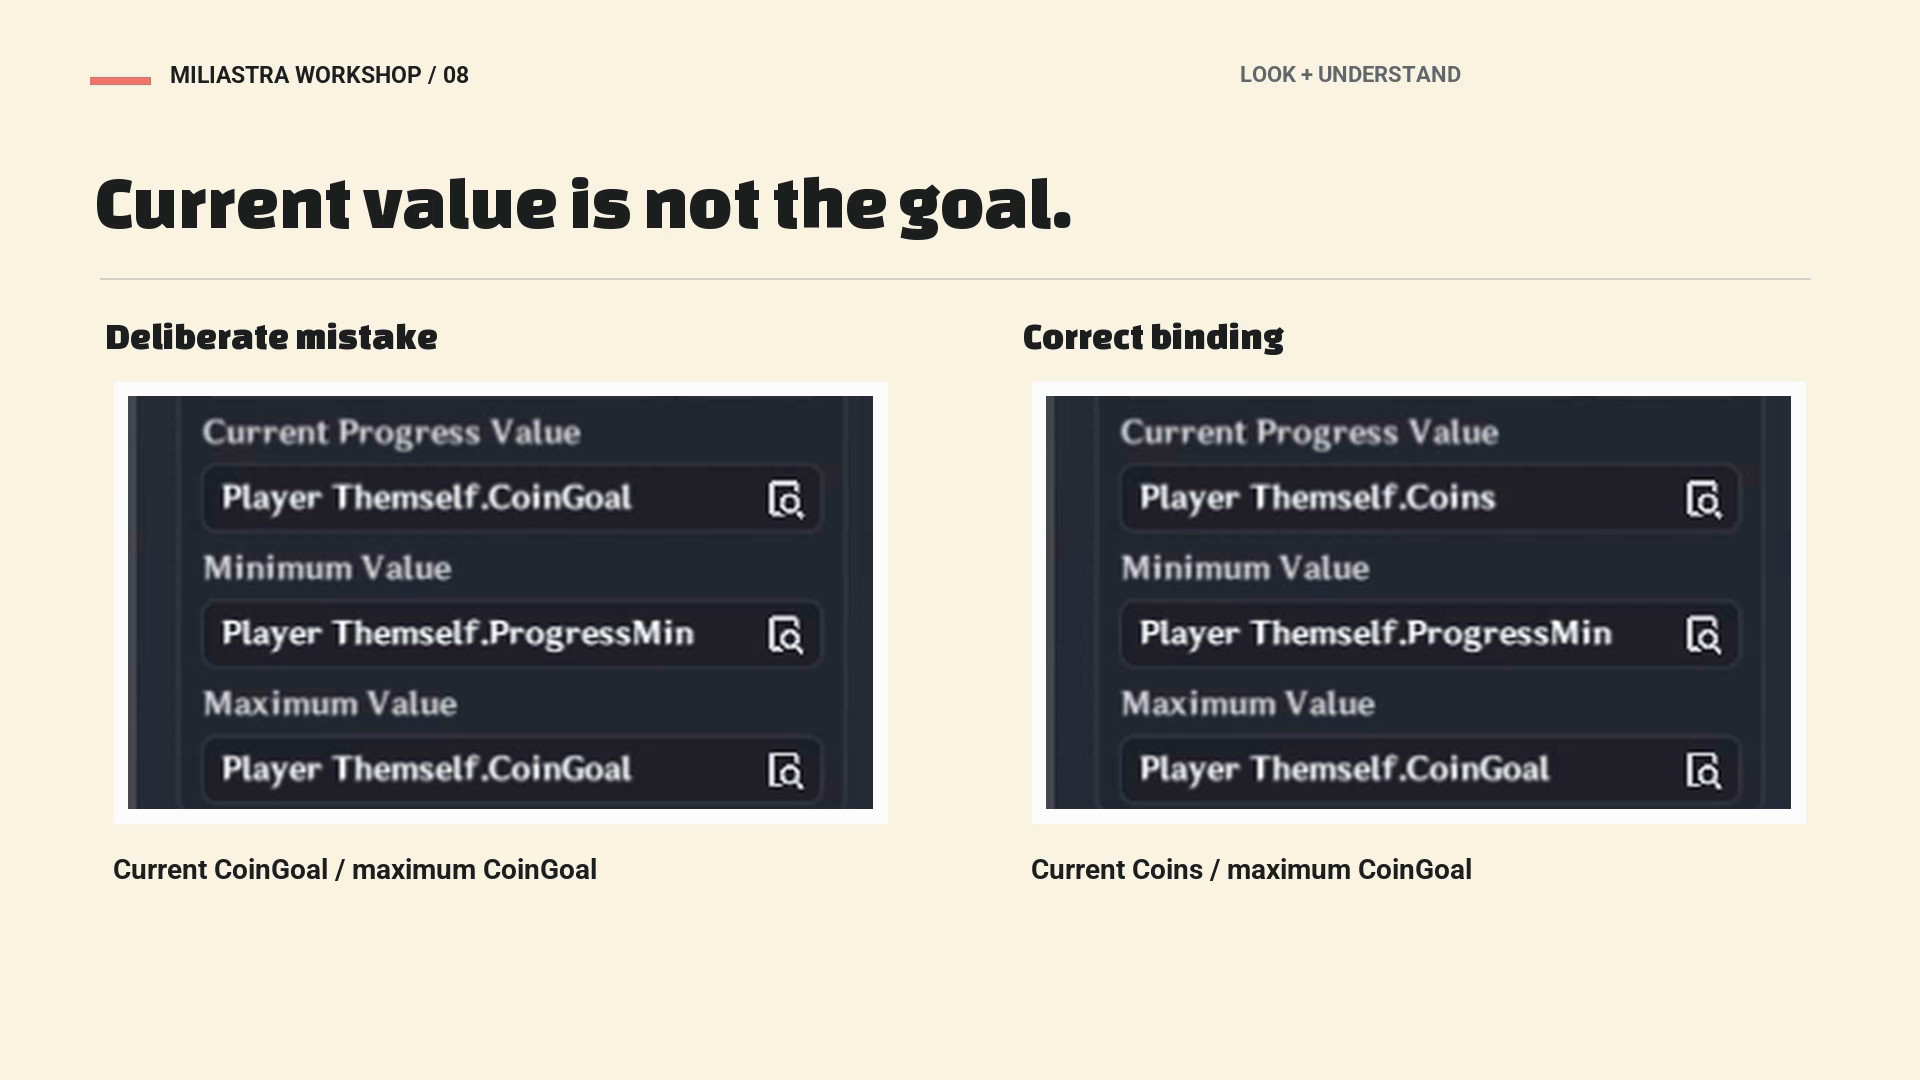 MILIASTRA WORKSHOP / 08
LOOK + UNDERSTAND
Current value is not the goal.
Deliberate mistake
Current Progress Value
Player Themself.CoinGoal
Minimum Value
Player Themself.ProgressMin
Maximum Value
Player Themself.CoinGoal
Current CoinGoal / maximum CoinGoal
Correct binding
Current Progress Value
Player Themself.Coins
Minimum Value
Player Themself.ProgressMin
Maximum Value
Player Themself.CoinGoal
Current Coins / maximum CoinGoal